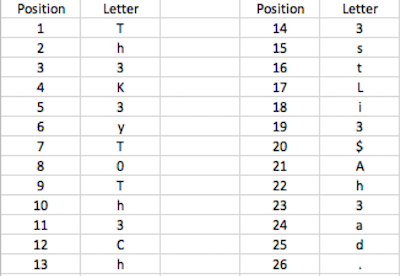 Position Letter Position Letter
1 T 14 3
2 h 15 s
3 3 16 t
4 K 17 L
5 3 18 i
6 y 19 3
7 T 20 $
8 0 21 A
9 T 22 h
10 h 23 3
11 3 24 a
12 C 25 d
13 h 26 .